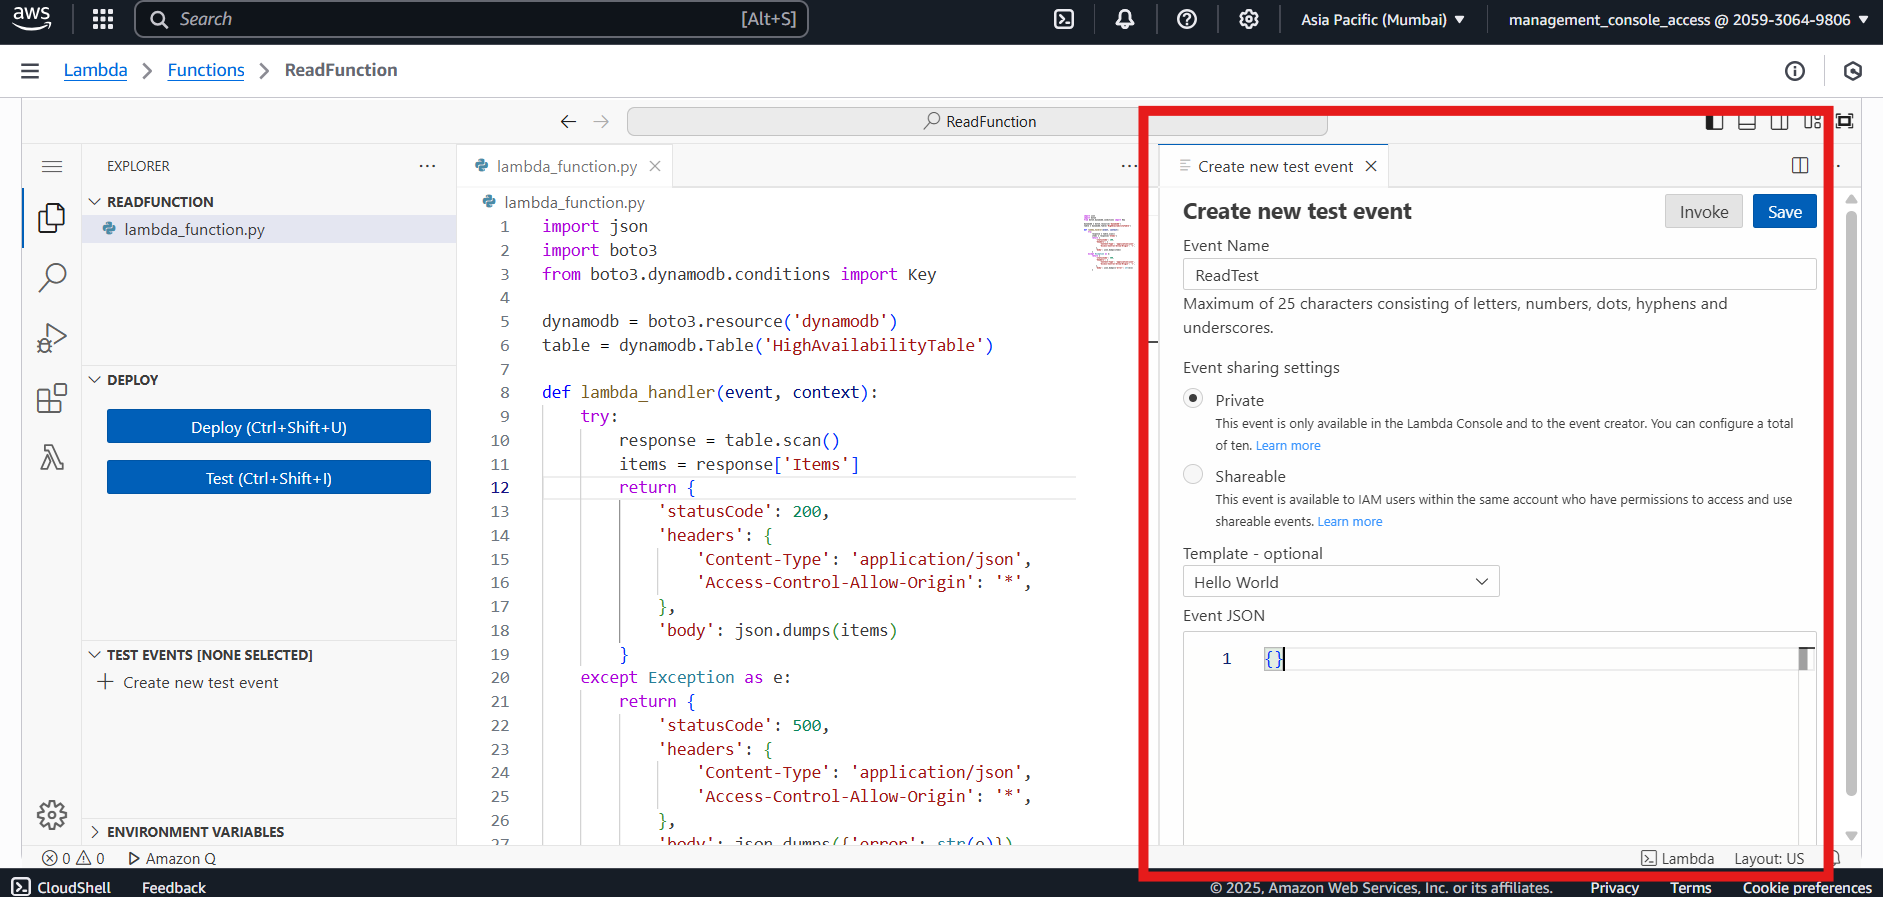 aws
Search [Alt+S]
Asia Pacific (Mumbai)
management_console_access @ 2059-3064-9806
Lambda
Functions
ReadFunction
ReadFunction
EXPLORER
READFUNCTION
lambda_function.py
DEPLOY
Deploy (Ctrl+Shift+U)
Test (Ctrl+Shift+I)
TEST EVENTS [NONE SELECTED]
Create new test event
ENVIRONMENT VARIABLES
lambda_function.py
lambda_function.py
1 import json
2 import boto3
3 from boto3.dynamodb.conditions import Key
4
5 dynamodb = boto3.resource('dynamodb')
6 table = dynamodb.Table('HighAvailabilityTable')
7
8 def lambda_handler(event, context):
9 try:
10 response = table.scan()
11 items = response['Items']
12 return {
13 'statusCode': 200,
14 'headers': {
15 'Content-Type': 'application/json',
16 'Access-Control-Allow-Origin': '*',
17 },
18 'body': json.dumps(items)
19 }
20 except Exception as e:
21 return {
22 'statusCode': 500,
23 'headers': {
24 'Content-Type': 'application/json',
25 'Access-Control-Allow-Origin': '*',
26 },
27 'body': json.dumps({'error': str(e)})
Create new test event
Create new test event
Invoke
Save
Event Name
ReadTest
Maximum of 25 characters consisting of letters, numbers, dots, hyphens and
underscores.
Event sharing settings
Private
This event is only available in the Lambda Console and to the event creator. You can configure a total
of ten. Learn more
Shareable
This event is available to IAM users within the same account who have permissions to access and use
shareable events. Learn more
Template - optional
Hello World
Event JSON
1 {}
0 0 Amazon Q
Lambda Layout: US
CloudShell Feedback
© 2025, Amazon Web Services, Inc. or its affiliates. Privacy Terms Cookie preferences